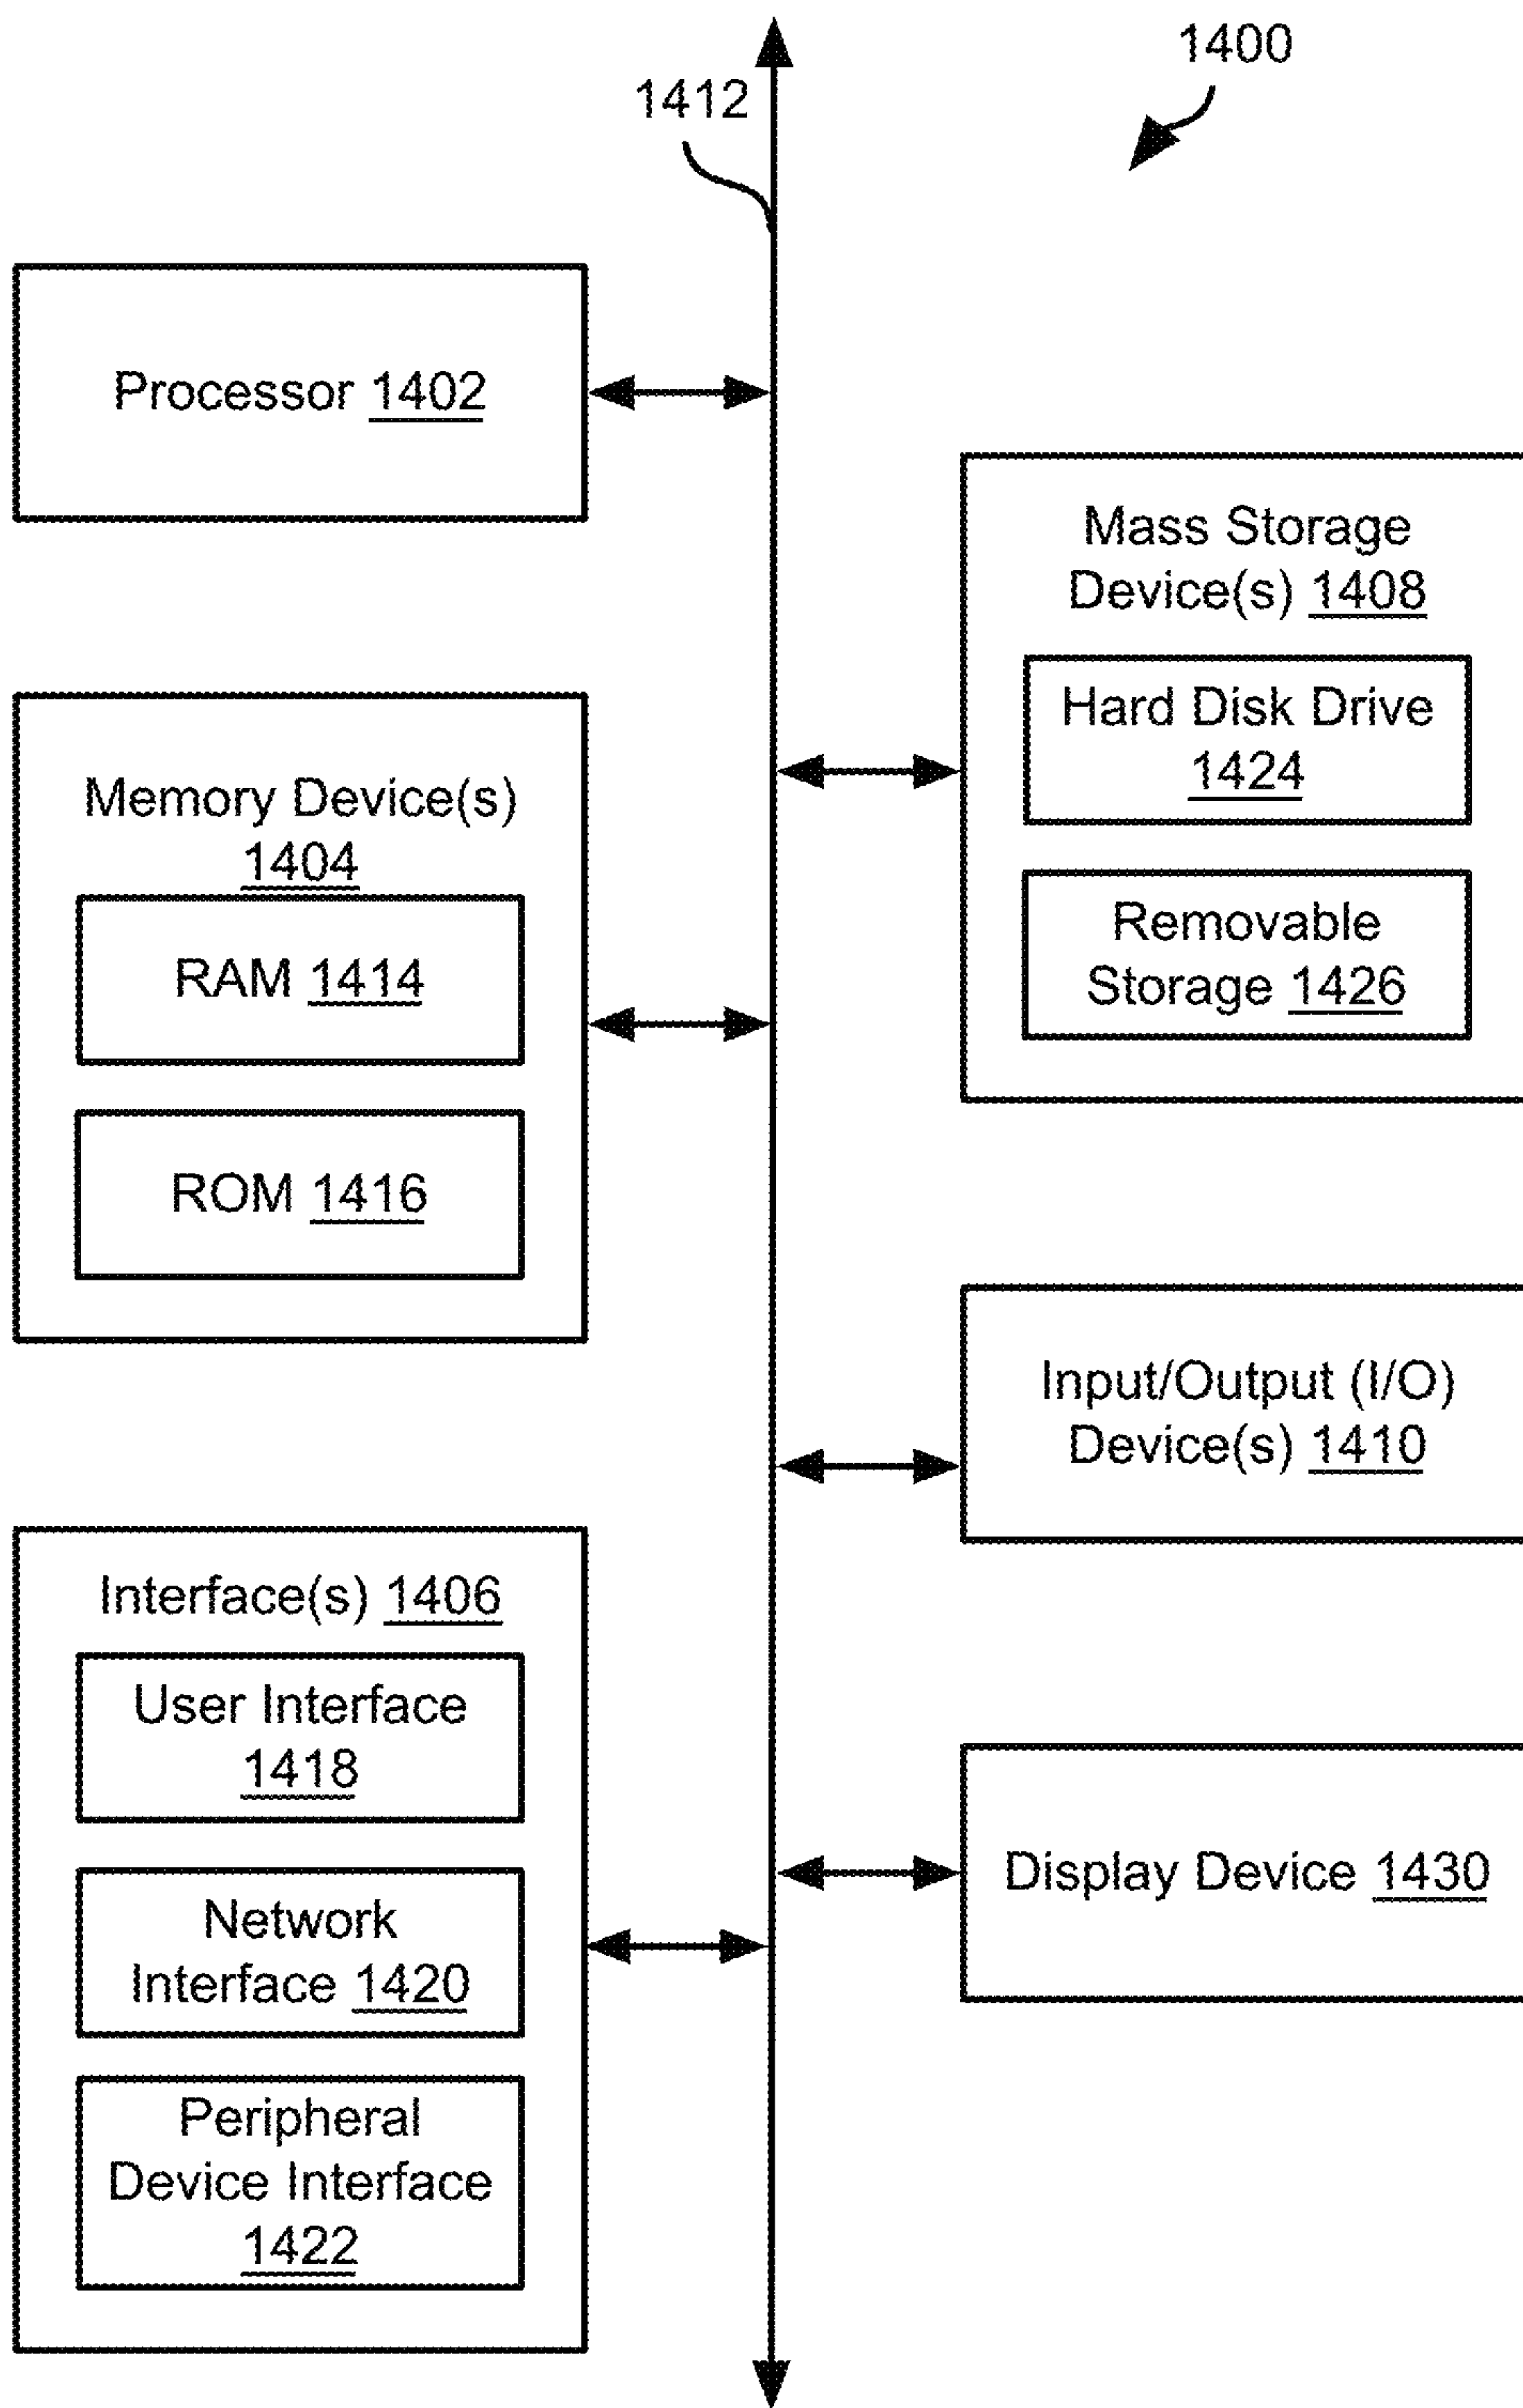 1400
1412
Processor 1402
Mass Storage
Device(s) 1408
Hard Disk Drive
1424
Removable
Storage 1426
Memory Device(s)
1404
RAM 1414
ROM 1416
Input/Output (I/O)
Device(s) 1410
Interface(s) 1406
User Interface
1418
Network
Interface 1420
Peripheral
Device Interface
1422
Display Device 1430